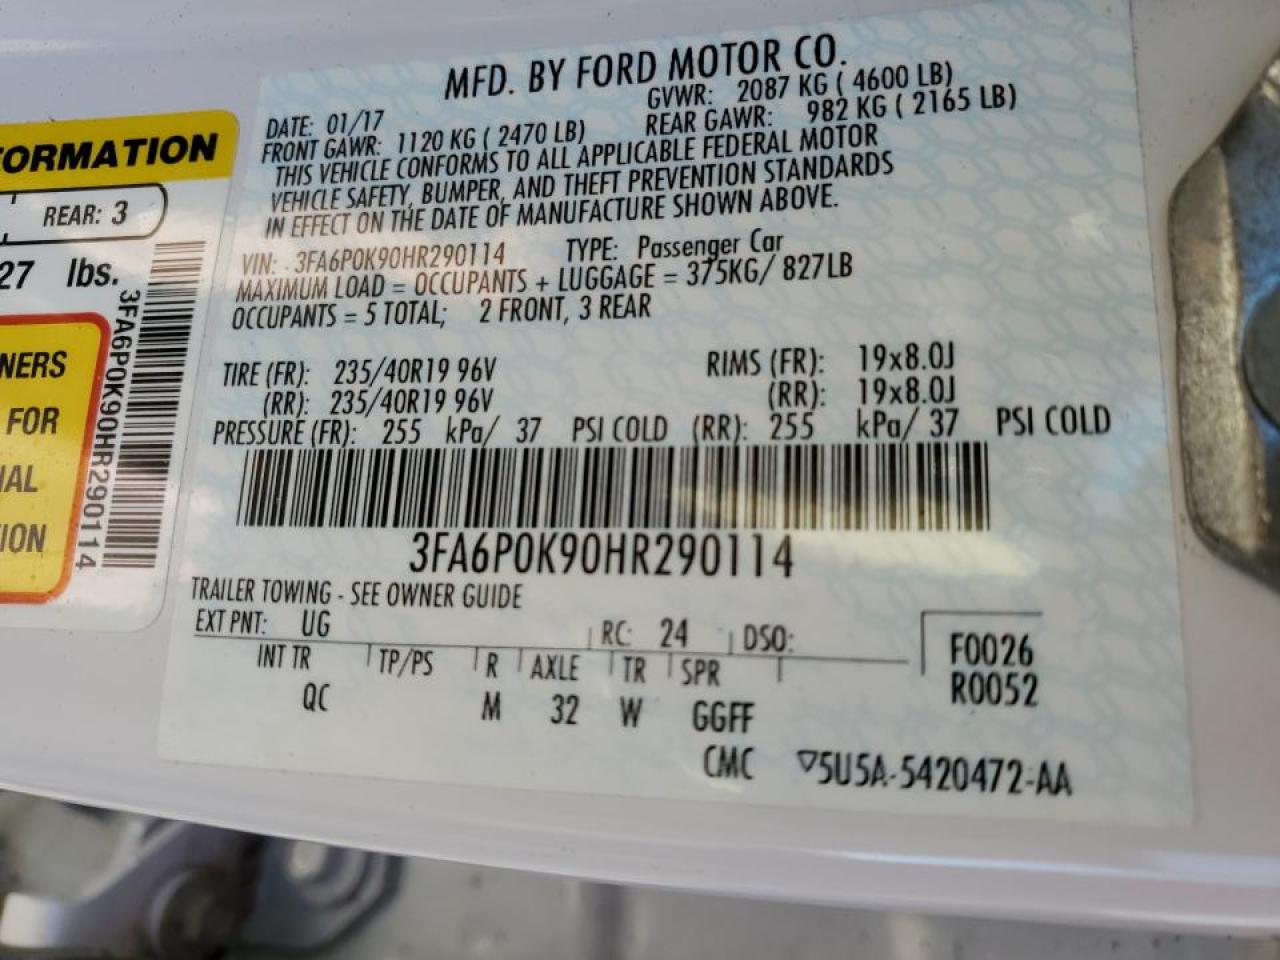 MFD. BY FORD MOTOR CO.
DATE: 01/17 GVWR: 2087 KG ( 4600 LB)
FRONT GAWR: 1120 KG ( 2470 LB) REAR GAWR: 982 KG ( 2165 LB)
THIS VEHICLE CONFORMS TO ALL APPLICABLE FEDERAL MOTOR
VEHICLE SAFETY, BUMPER, AND THEFT PREVENTION STANDARDS
IN EFFECT ON THE DATE OF MANUFACTURE SHOWN ABOVE.
VIN: 3FA6P0K90HR290114 TYPE: Passenger Car
MAXIMUM LOAD = OCCUPANTS + LUGGAGE = 375KG/ 827LB
OCCUPANTS = 5 TOTAL; 2 FRONT, 3 REAR
TIRE (FR): 235/40R19 96V RIMS (FR): 19x8.0J
(RR): 235/40R19 96V (RR): 19x8.0J
PRESSURE (FR): 255 kPa/ 37 PSI COLD (RR): 255 kPa/ 37 PSI COLD
3FA6P0K90HR290114
TRAILER TOWING - SEE OWNER GUIDE
EXT PNT: UG RC: 24 DSO:
INT TR TP/PS R AXLE TR SPR
QC M 32 W GGFF
F0026
R0052
CMC ▽5U5A-5420472-AA
FORMATION
REAR: 3
27 lbs.
3FA6P0K90HR290114
NERS
FOR
IAL
ION